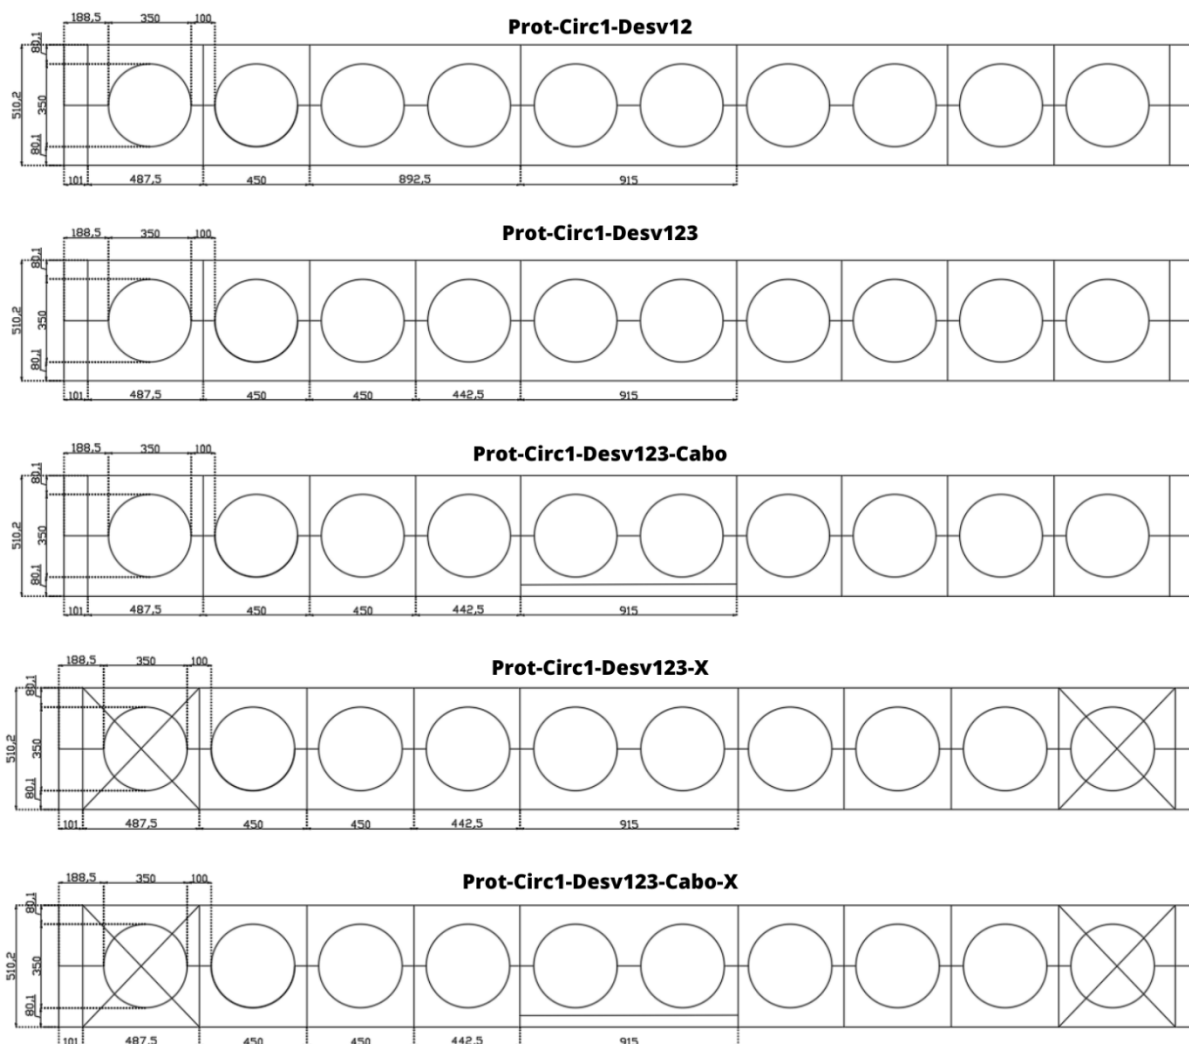 Prot-Circ1-Desv12
188,5 350 100
80,1
510,2
350
80,1
101 487,5 450 892,5 915
Prot-Circ1-Desv123
188,5 350 100
80,1
510,2
350
80,1
101 487,5 450 450 442,5 915
Prot-Circ1-Desv123-Cabo
188,5 350 100
80,1
510,2
350
80,1
101 487,5 450 450 442,5 915
Prot-Circ1-Desv123-X
188,5 350 100
80,1
510,2
350
80,1
101 487,5 450 450 442,5 915
Prot-Circ1-Desv123-Cabo-X
188,5 350 100
80,1
510,2
350
80,1
101 487,5 450 450 442,5 915